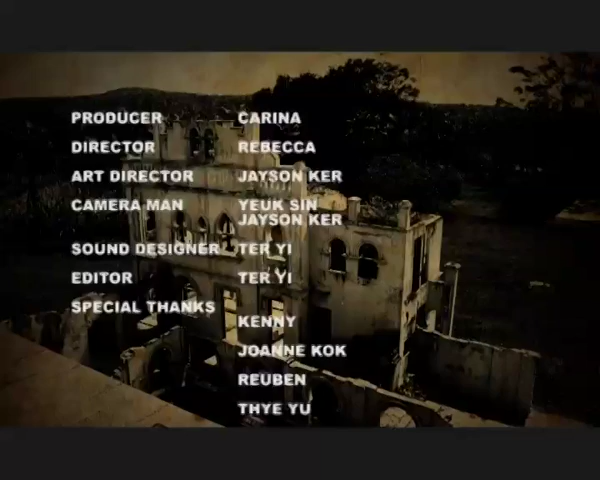 PRODUCER CARINA
DIRECTOR REBECCA
ART DIRECTOR JAYSON KER
CAMERA MAN YEUK SIN
JAYSON KER
SOUND DESIGNER TER YI
EDITOR TER YI
SPECIAL THANKS
KENNY
JOANNE KOK
REUBEN
THYE YU